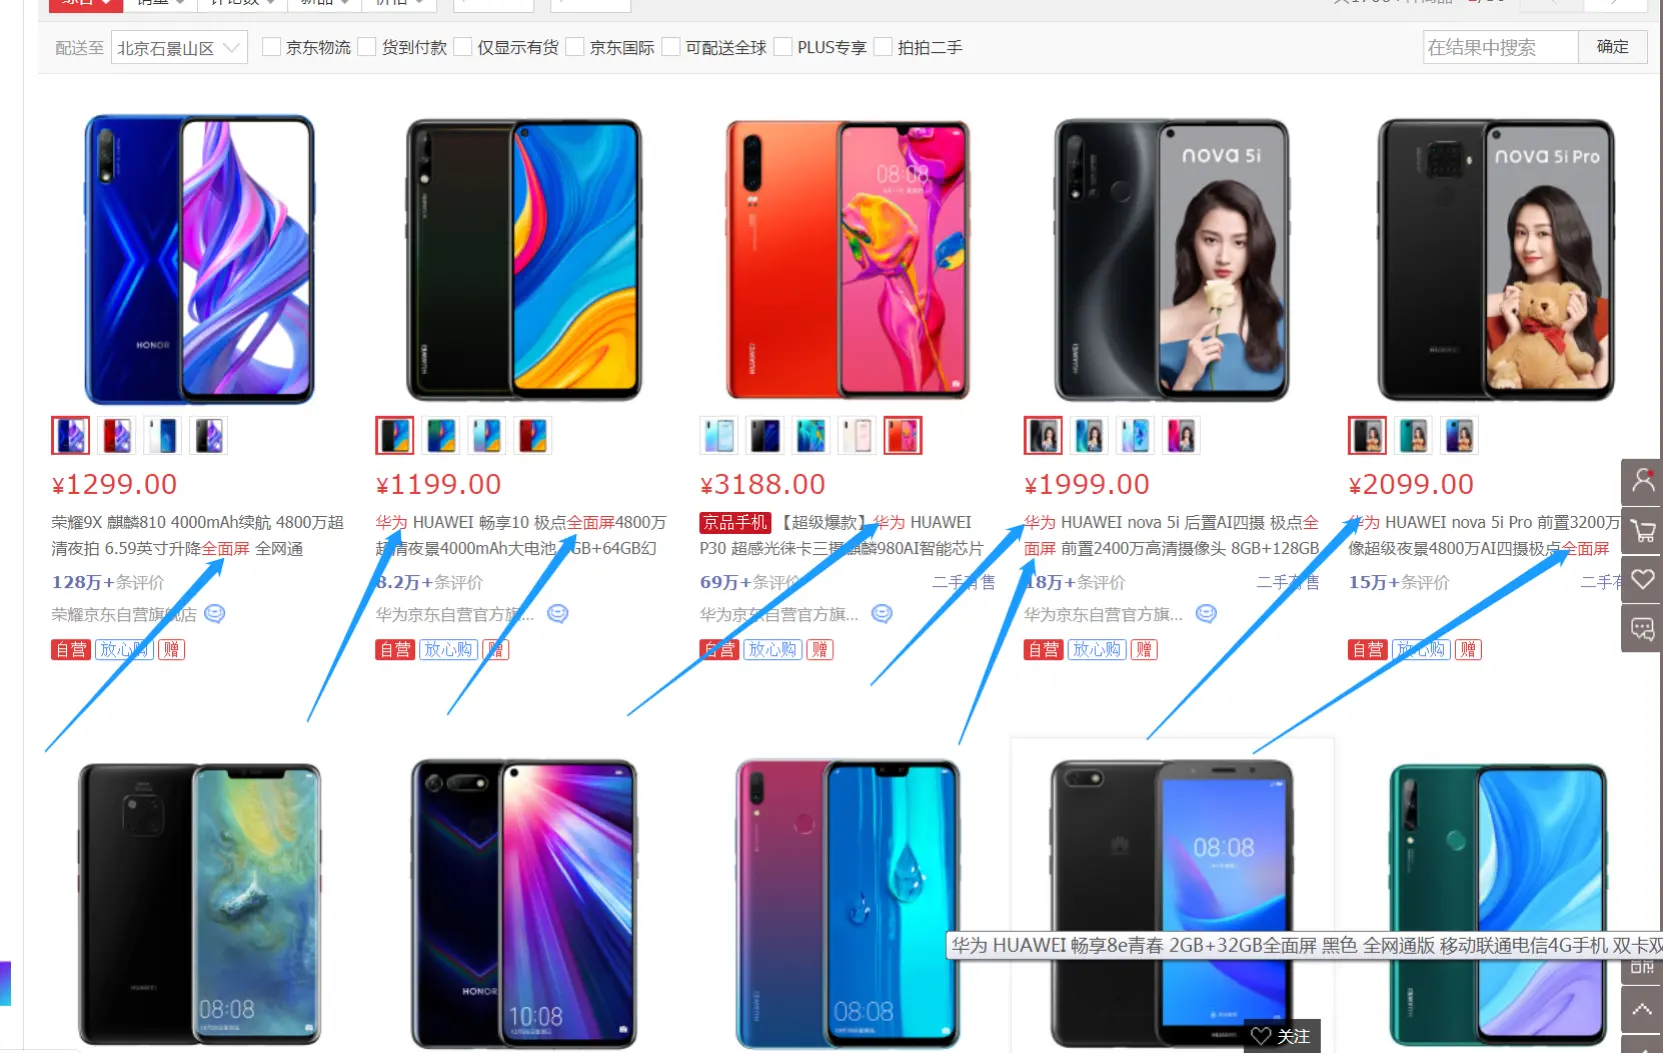 综合 销量 评论数 新品 价格
配送至 北京石景山区 京东物流 货到付款 仅显示有货 京东国际 可配送全球 PLUS专享 拍拍二手 在结果中搜索 确定
HONOR
08:08
nova 5i
nova 5i Pro
HUAWEI
¥1299.00
荣耀9X 麒麟810 4000mAh续航 4800万超
清夜拍 6.59英寸升降全面屏 全网通
128万+条评价
荣耀京东自营旗舰店
自营 放心购 赠
¥1199.00
华为 HUAWEI 畅享10 极点全面屏4800万
超清夜景4000mAh大电池 6GB+64GB幻
8.2万+条评价
华为京东自营官方旗...
自营 放心购 赠
¥3188.00
京品手机 【超级爆款】华为 HUAWEI
P30 超感光徕卡三摄麒麟980AI智能芯片
69万+条评价 二手有售
华为京东自营官方旗...
自营 放心购 赠
¥1999.00
华为 HUAWEI nova 5i 后置AI四摄 极点全
面屏 前置2400万高清摄像头 8GB+128GB
18万+条评价 二手有售
华为京东自营官方旗...
自营 放心购 赠
¥2099.00
华为 HUAWEI nova 5i Pro 前置3200万
像超级夜景4800万AI四摄极点全面屏
15万+条评价 二手有
自营 放心购 赠
08:08
HONOR
10:08
08:08
08:08
华为 HUAWEI 畅享8e青春 2GB+32GB全面屏 黑色 全网通版 移动联通电信4G手机 双卡双
关注